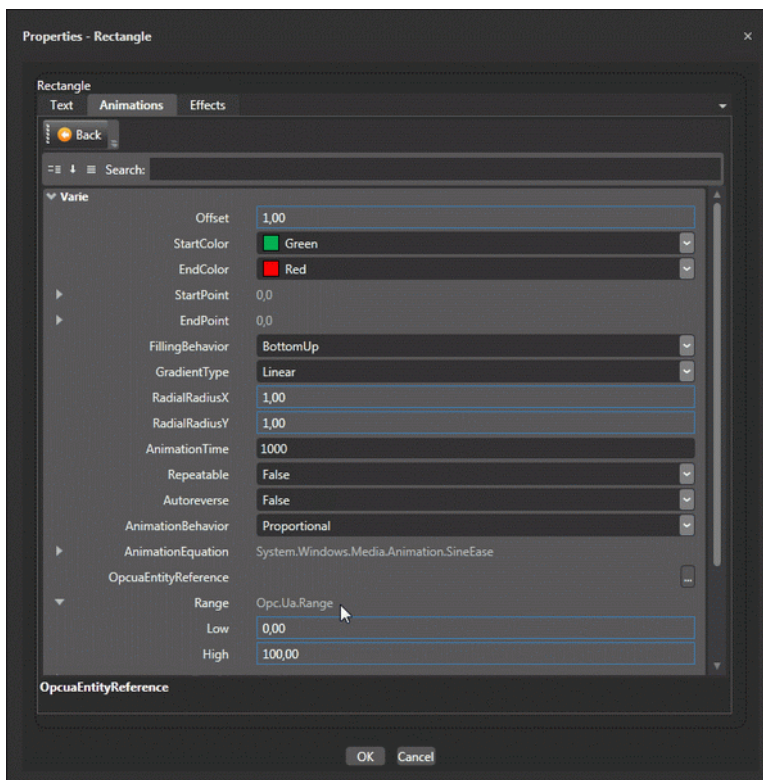 Properties - Rectangle
Rectangle
Text Animations Effects
Back
Search:
Varie
Offset 1,00
StartColor Green
EndColor Red
StartPoint 0,0
EndPoint 0,0
FillingBehavior BottomUp
GradientType Linear
RadialRadiusX 1,00
RadialRadiusY 1,00
AnimationTime 1000
Repeatable False
Autoreverse False
AnimationBehavior Proportional
AnimationEquation System.Windows.Media.Animation.SineEase
OpcuaEntityReference ...
Range Opc.Ua.Range
Low 0,00
High 100,00
OpcuaEntityReference
OK Cancel